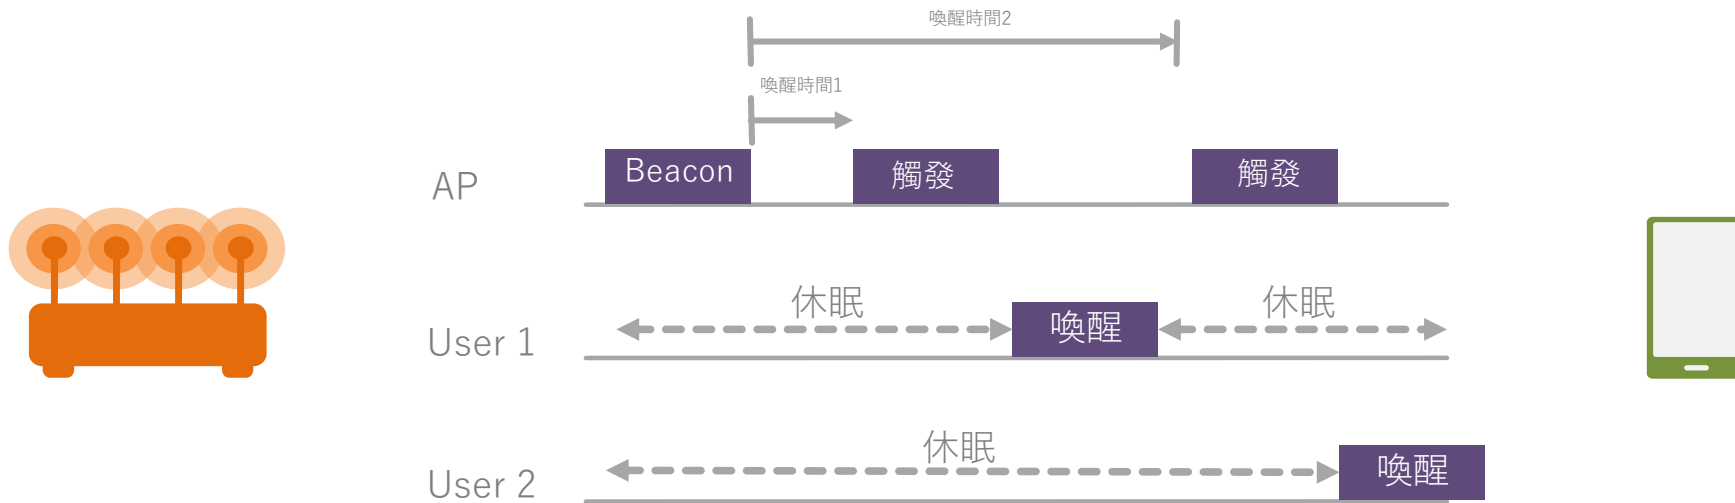 喚醒時間2
喚醒時間1
AP
Beacon
觸發
觸發
User 1
休眠
喚醒
休眠
User 2
休眠
喚醒